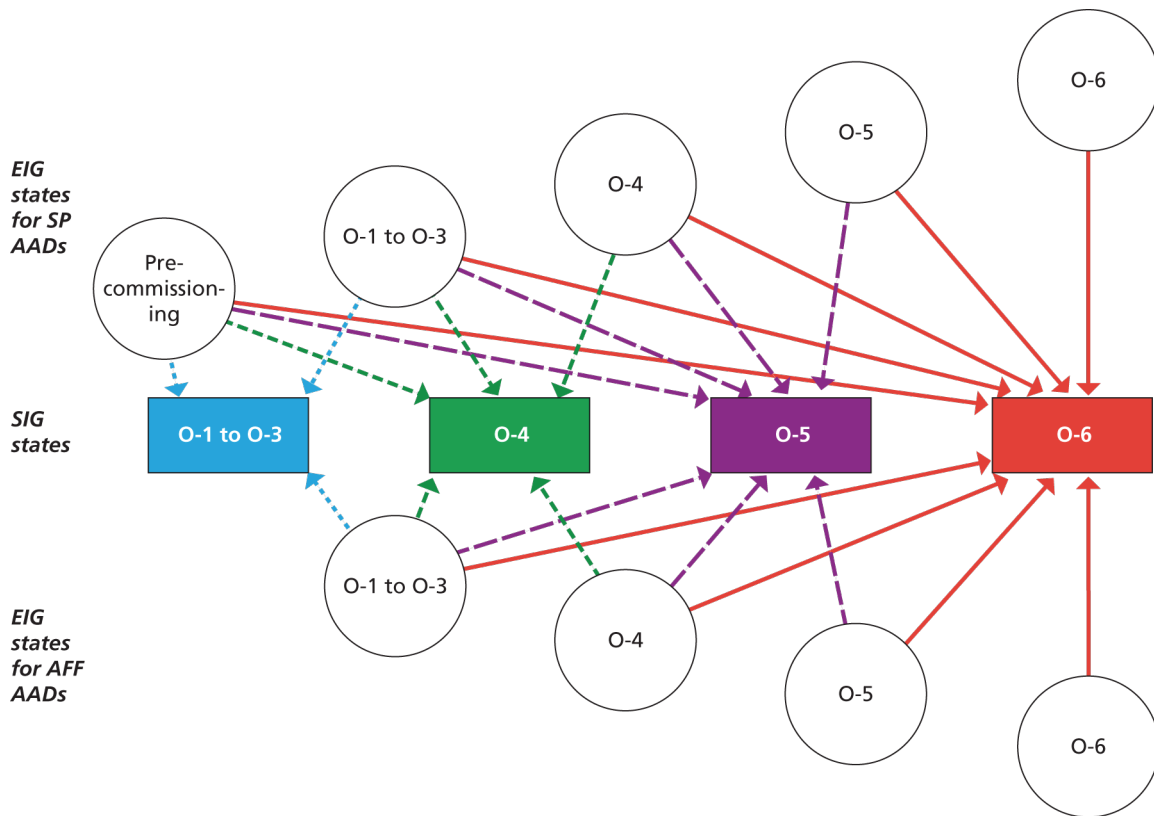 O-6
O-5
O-4
EIG
states
for SP
AADs
O-1 to O-3
Pre-
commission-
ing
SIG
states
O-1 to O-3
O-4
O-5
O-6
O-1 to O-3
EIG
states
for AFF
AADs
O-4
O-5
O-6